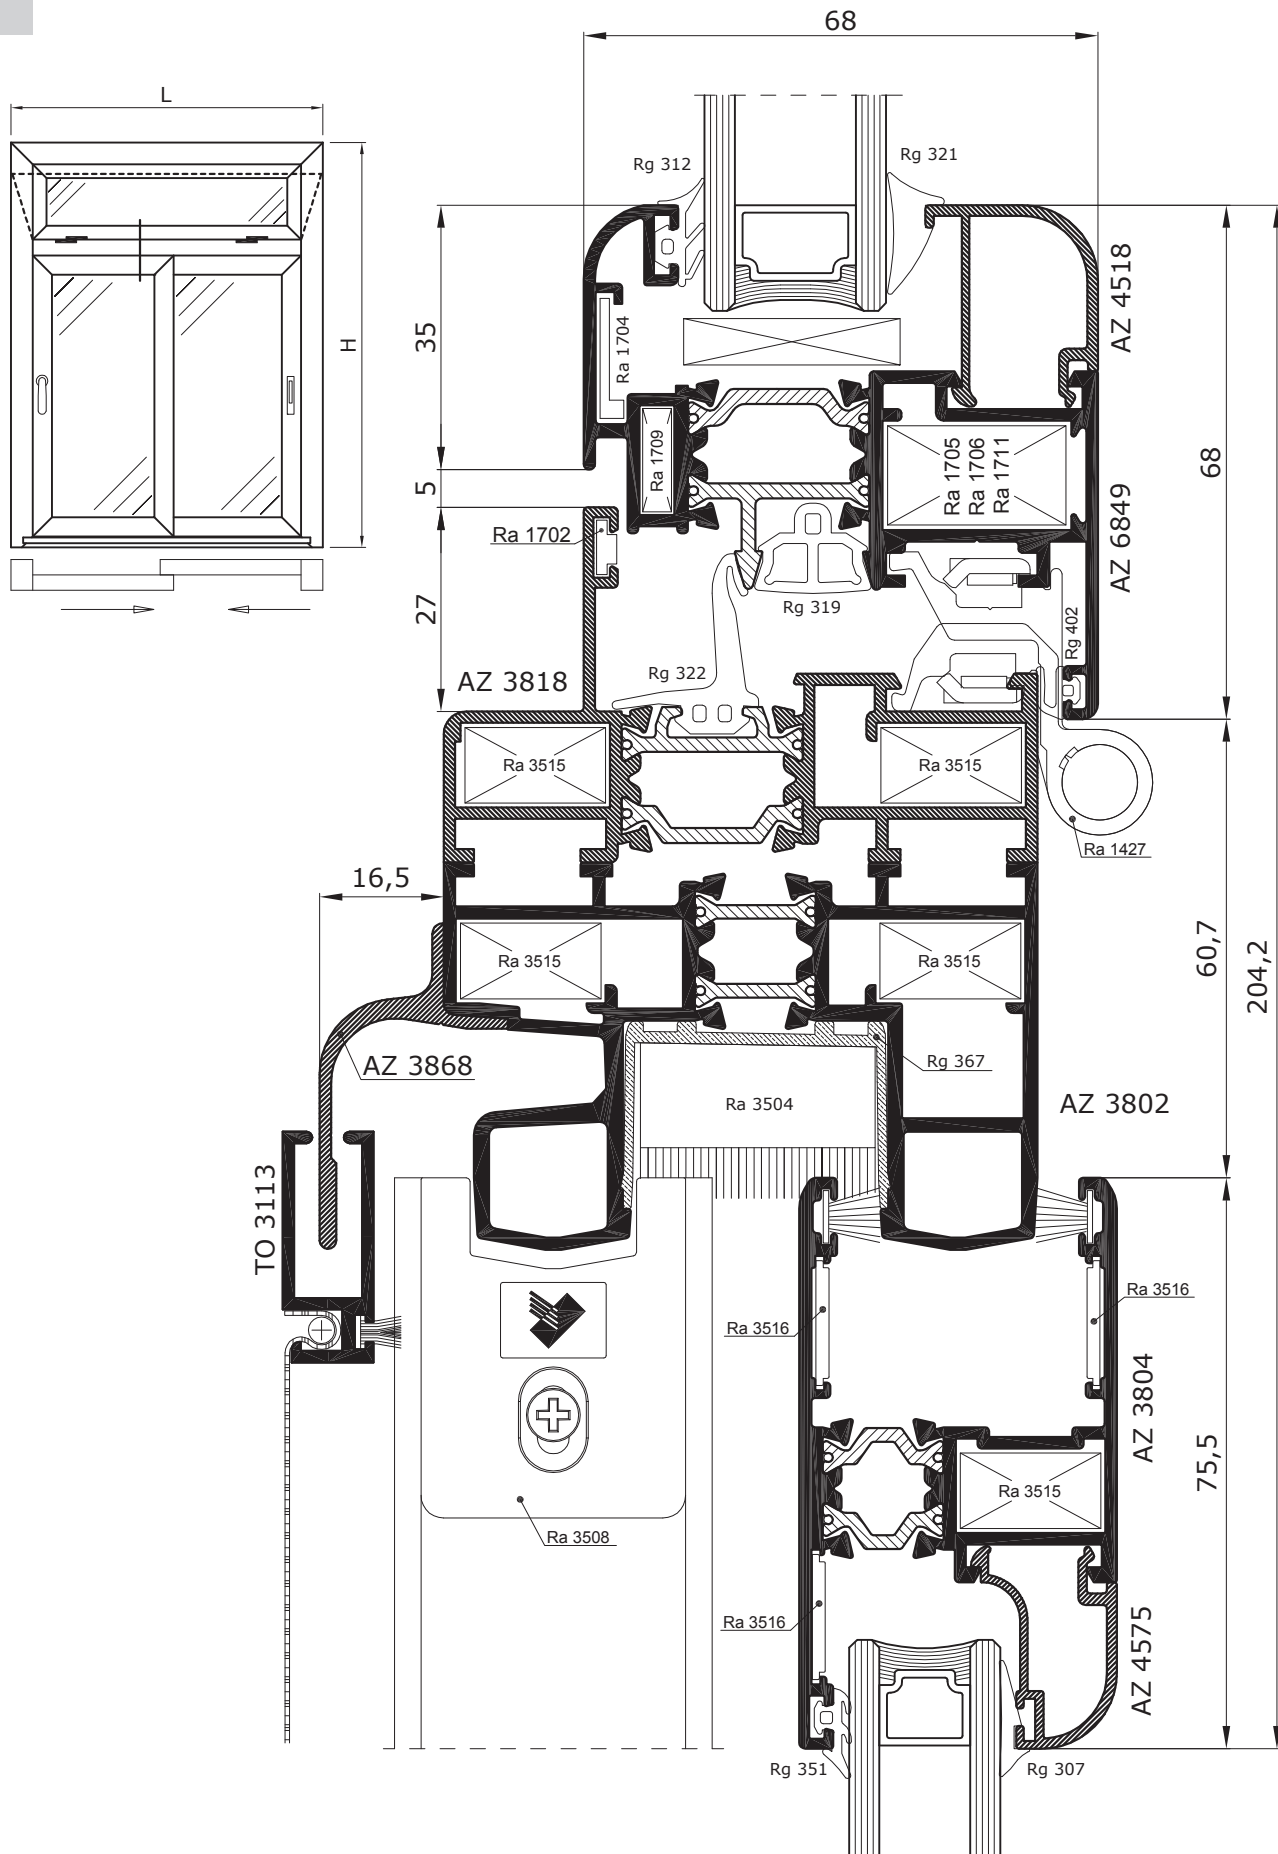 68
L
Rg 312
Rg 321
H
35
Ra 1704
AZ 4518
Ra 1709
Ra 1705
Ra 1706
Ra 1711
68
5
Ra 1702
AZ 6849
27
Rg 319
Rg 402
Rg 322
AZ 3818
Ra 3515
Ra 3515
Ra 1427
16,5
60,7
204,2
Ra 3515
Ra 3515
AZ 3868
Rg 367
Ra 3504
AZ 3802
TO 3113
Ra 3516
Ra 3516
AZ 3804
75,5
Ra 3515
Ra 3508
Ra 3516
AZ 4575
Rg 351
Rg 307